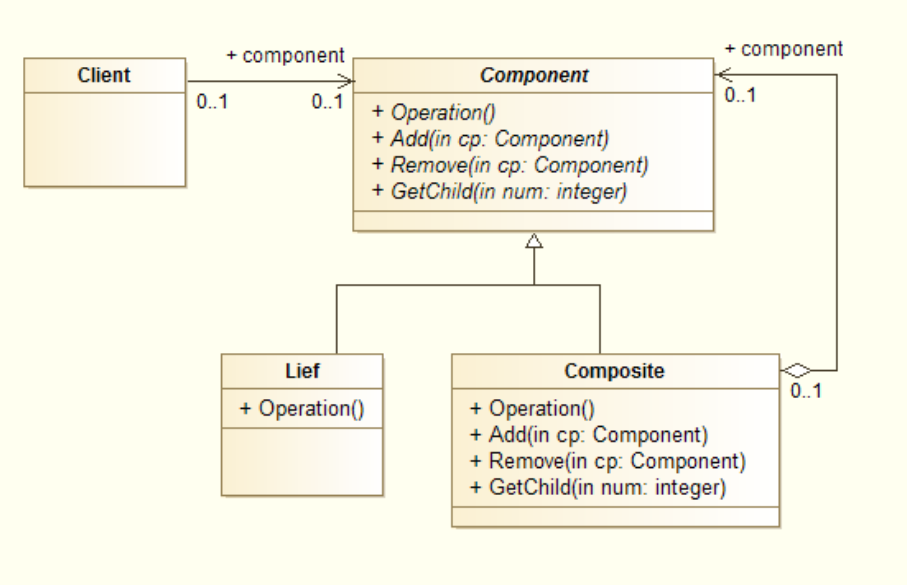 Client
+ component
0..1
0..1
Component
+ Operation()
+ Add(in cp: Component)
+ Remove(in cp: Component)
+ GetChild(in num: integer)
+ component
0..1
Lief
+ Operation()
Composite
+ Operation()
+ Add(in cp: Component)
+ Remove(in cp: Component)
+ GetChild(in num: integer)
0..1